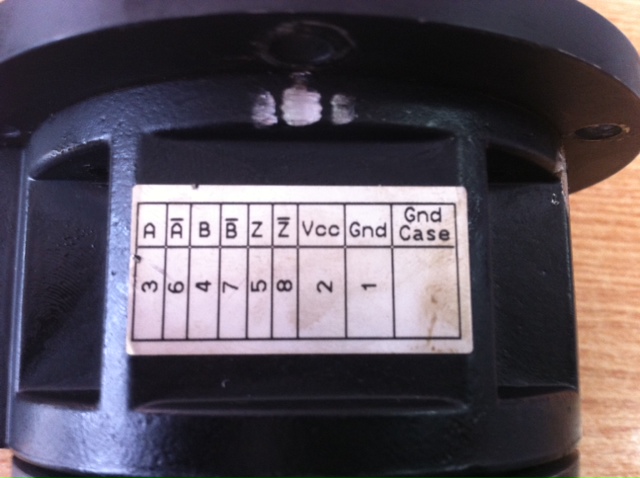 A A̅ B B̅ Z Z̅ Vcc Gnd Gnd Case
3 6 4 7 5 8 2 1